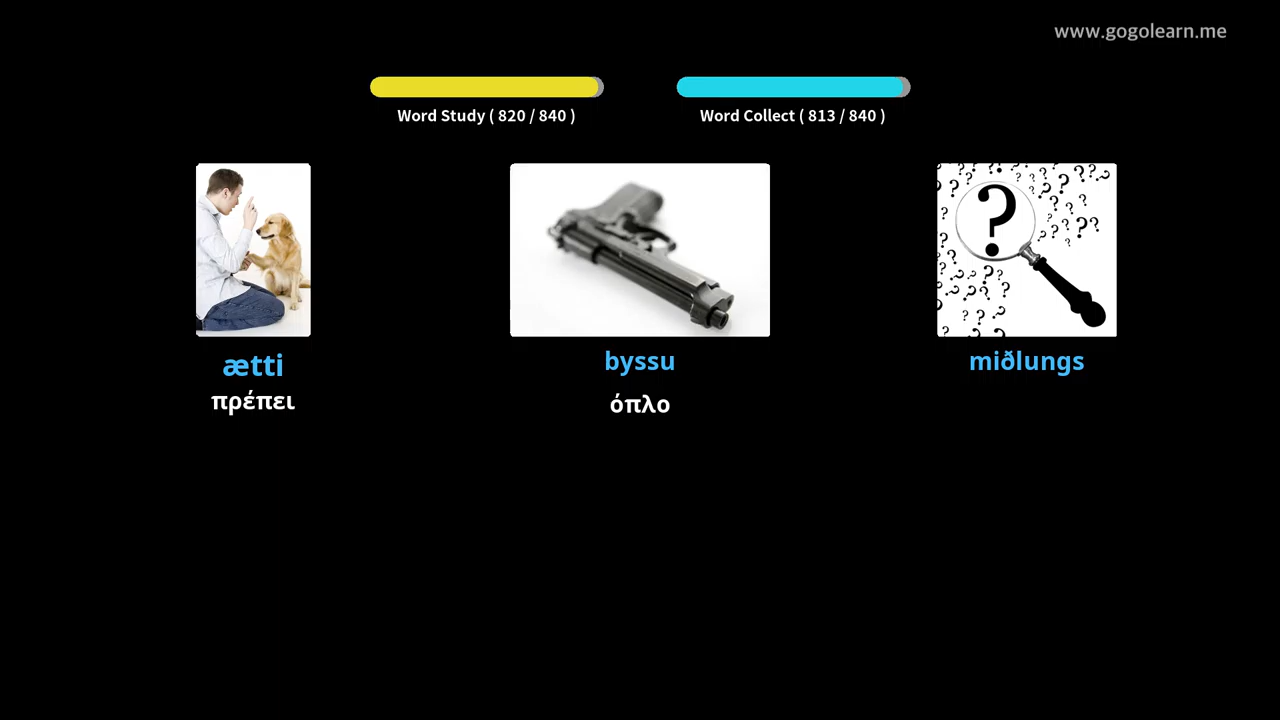 www.gogolearn.me
Word Study ( 820 / 840 )
Word Collect ( 813 / 840 )
ætti
byssu
miðlungs
πρέπει
όπλο